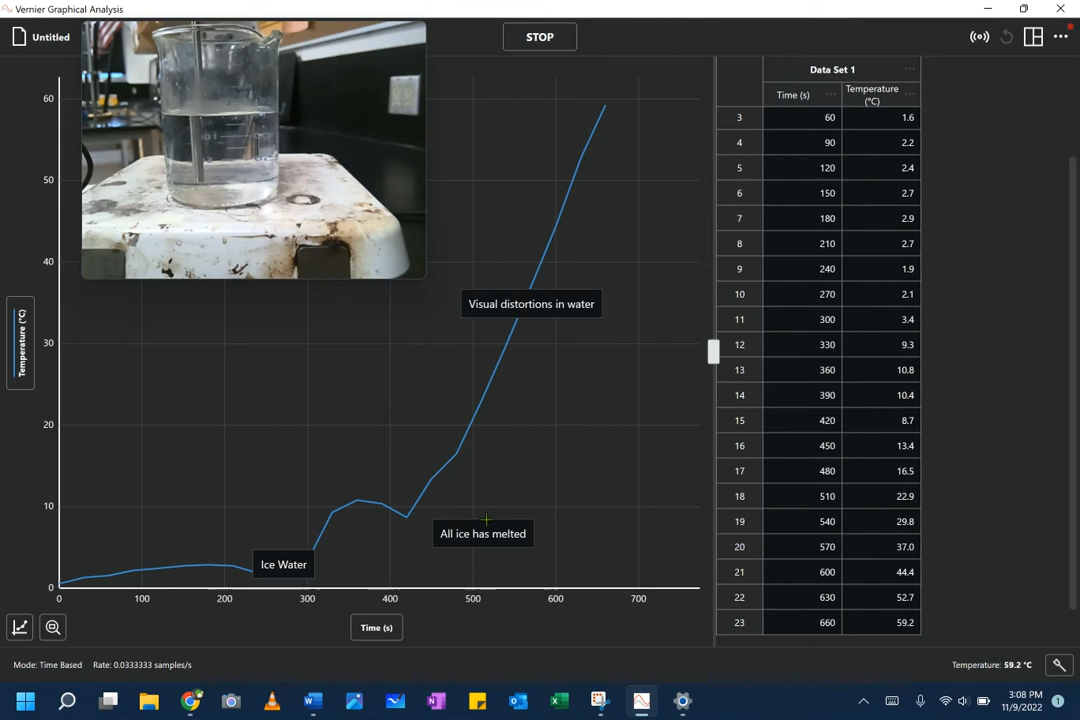 Vernier Graphical Analysis
Untitled
STOP
Data Set 1
Time (s) Temperature (°C)
3 60 1.6
4 90 2.2
5 120 2.4
6 150 2.7
7 180 2.9
8 210 2.7
9 240 1.9
10 270 2.1
11 300 3.4
12 330 9.3
13 360 10.8
14 390 10.4
15 420 8.7
16 450 13.4
17 480 16.5
18 510 22.9
19 540 29.8
20 570 37.0
21 600 44.4
22 630 52.7
23 660 59.2
60
50
40
30
20
10
0
Temperature (°C)
Visual distortions in water
All ice has melted
Ice Water
0 100 200 300 400 500 600 700
Time (s)
Mode: Time Based Rate: 0.0333333 samples/s
Temperature: 59.2 °C
3:08 PM
11/9/2022
1